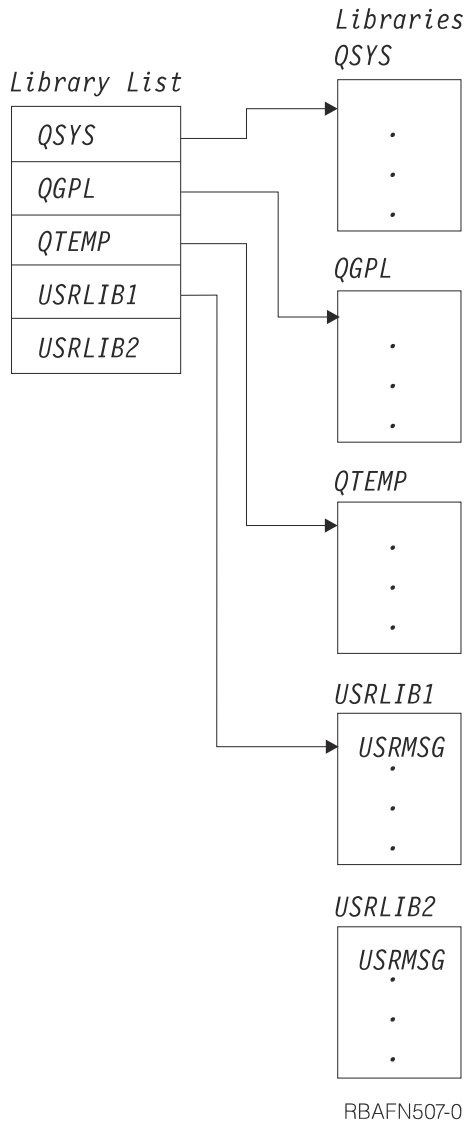 Library List
QSYS
QGPL
QTEMP
USRLIB1
USRLIB2
Libraries
QSYS
.
.
.
QGPL
.
.
.
QTEMP
.
.
.
USRLIB1
USRMSG
.
.
.
USRLIB2
USRMSG
.
.
.
RBAFN507-0